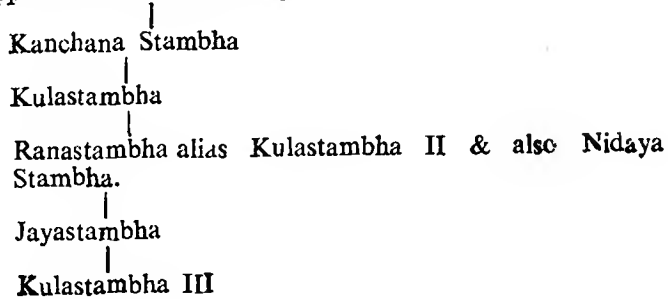 Kanchana Stambha
Kulastambha
Ranastambha alias Kulastambha II & also Nidaya
Stambha.
Jayastambha
Kulastambha III